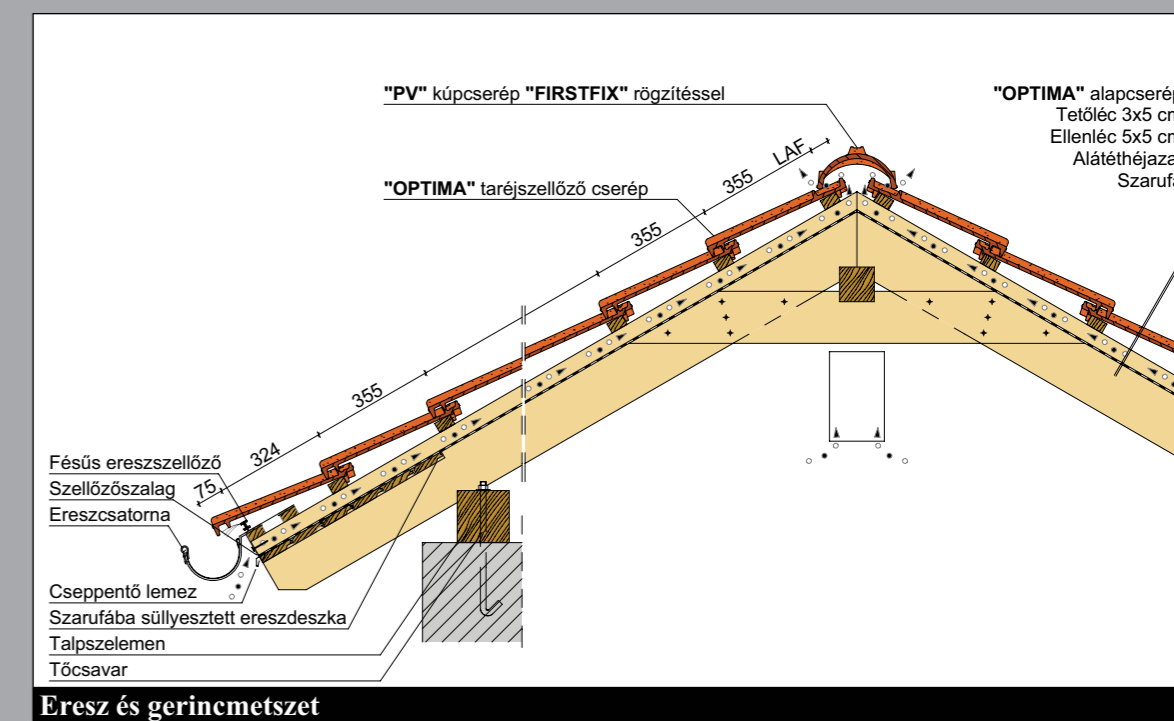 "PV" kúpcserép "FIRSTFIX" rögzítéssel
"OPTIMA" taréjszellőző cserép
"OPTIMA" alapcserép
Tetőléc 3x5 cm
Ellenléc 5x5 cm
Alátéthéjaza
Szarufá
LAF
355
355
355
324
75
Fésűs ereszszellőző
Szellőzőszalag
Ereszcsatorna
Cseppentő lemez
Szarufába süllyesztett ereszdeszka
Talpszelemen
Tőcsavar
Eresz és gerincmetszet